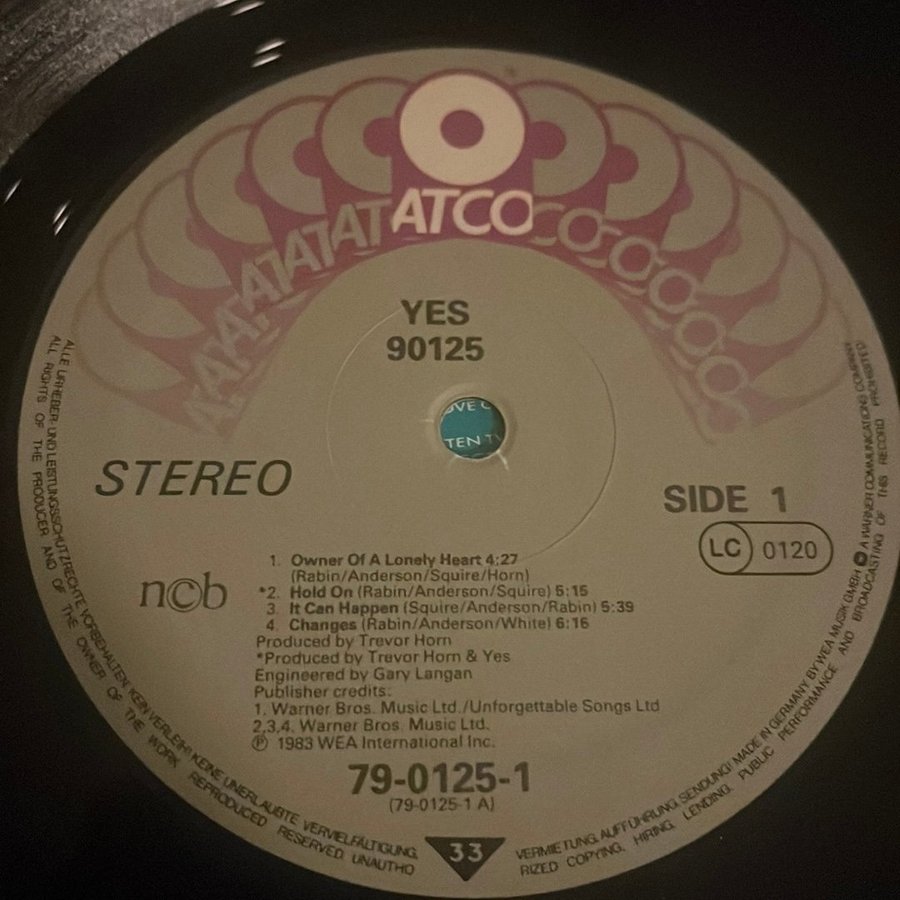 ATCO
YES
90125
OVE
TEN
STEREO
SIDE 1
LC 0120
n©b
1. Owner Of A Lonely Heart 4:27
(Rabin/Anderson/Squire/Horn)
*2. Hold On (Rabin/Anderson/Squire) 5:15
3. It Can Happen (Squire/Anderson/Rabin) 5:39
4. Changes (Rabin/Anderson/White) 6:16
Produced by Trevor Horn
*Produced by Trevor Horn & Yes
Engineered by Gary Langan
Publisher credits:
1. Warner Bros. Music Ltd./Unforgettable Songs Ltd
2,3,4. Warner Bros. Music Ltd.
℗ 1983 WEA International Inc.
79-0125-1
(79-0125-1 A)
33
ALLE URHEBER- UND LEISTUNGSSCHUTZRECHTE VORBEHALTEN! KEIN VERLEIH! KEINE UNERLAUBTE VERVIELFÄLTIGUNG, VERMIETUNG, AUFFÜHRUNG, SENDUNG! MADE IN GERMANY BY WEA MUSIK GMBH A WARNER COMMUNICATIONS COMPANY
ALL RIGHTS OF THE PRODUCER AND OF THE OWNER OF THE WORK REPRODUCED RESERVED. UNAUTHORIZED COPYING, HIRING, LENDING, PUBLIC PERFORMANCE AND BROADCASTING OF THIS RECORD PROHIBITED